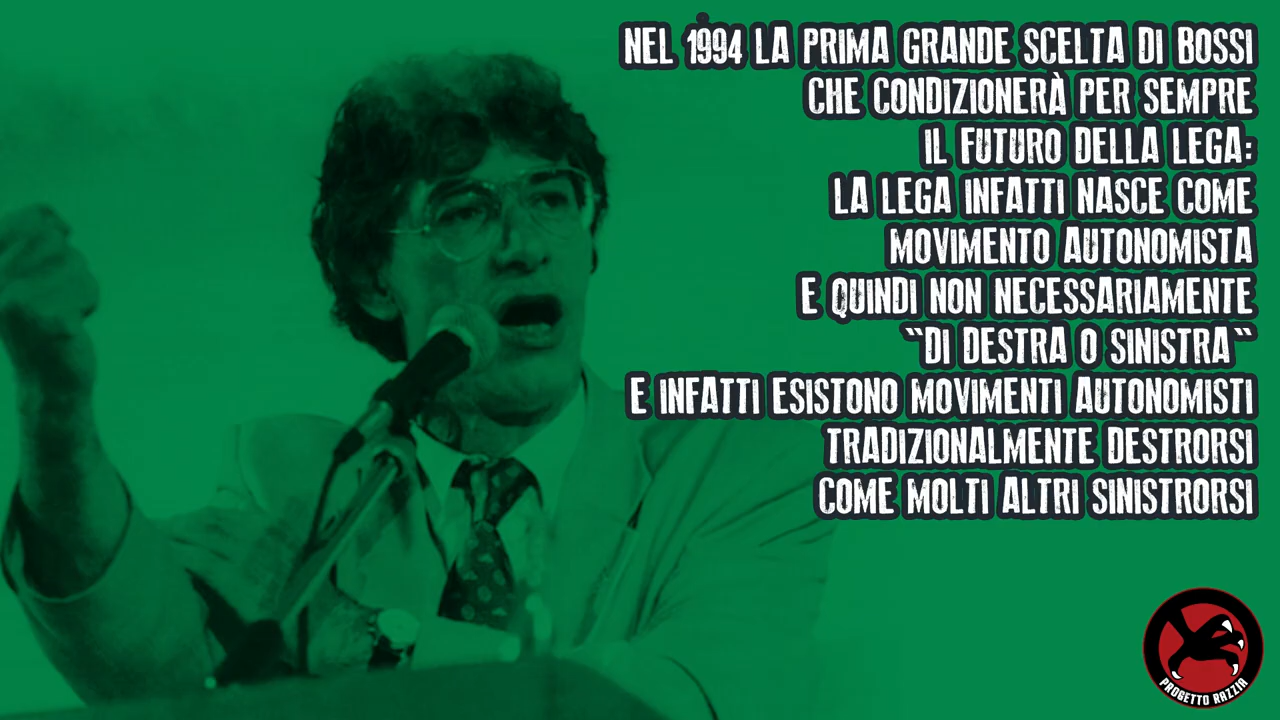 NEL 1994 LA PRIMA GRANDE SCELTA DI BOSSI
CHE CONDIZIONERÀ PER SEMPRE
IL FUTURO DELLA LEGA:
LA LEGA INFATTI NASCE COME
MOVIMENTO AUTONOMISTA
E QUINDI NON NECESSARIAMENTE
“DI DESTRA O SINISTRA“
E INFATTI ESISTONO MOVIMENTI AUTONOMISTI
TRADIZIONALMENTE DESTRORSI
COME MOLTI ALTRI SINISTRORSI
PROGETTO RAZZIA